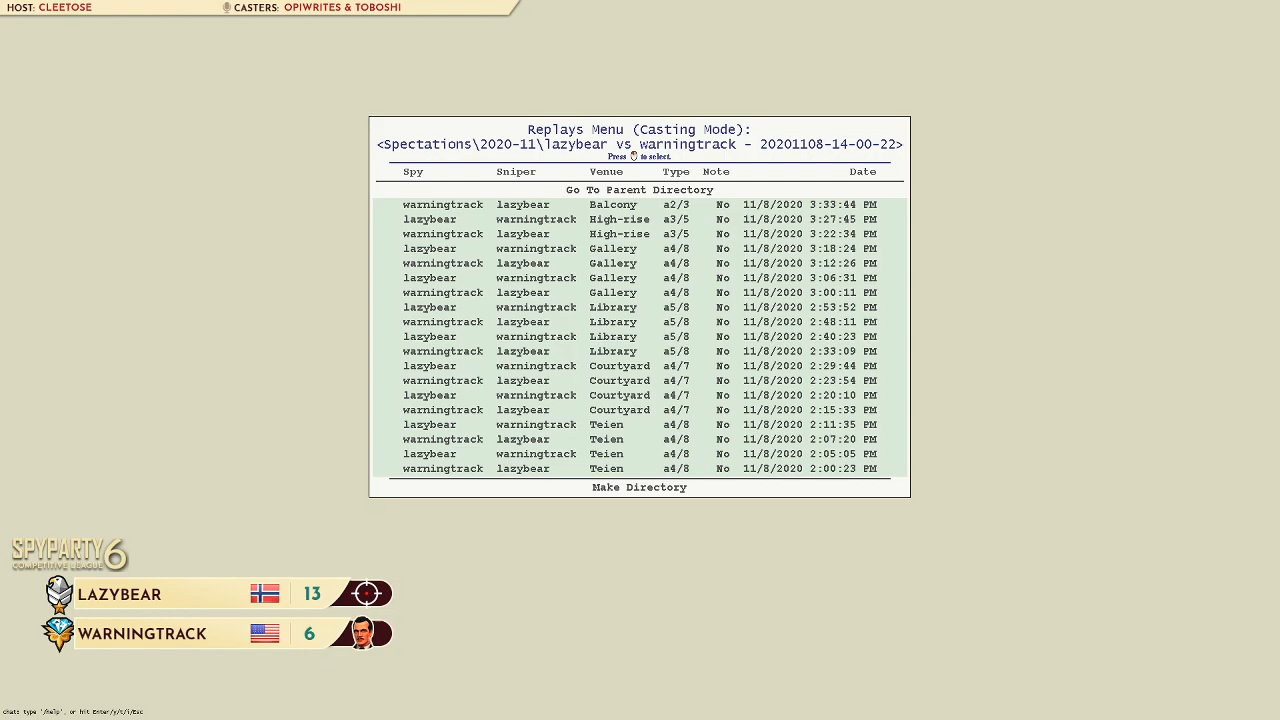 HOST: CLEETOSE
CASTERS: OPIWRITES & TOBOSHI
Replays Menu (Casting Mode):
<Spectations\2020-11\lazybear vs warningtrack - 20201108-14-00-22>
Press to select.
Spy Sniper Venue Type Note Date
Go To Parent Directory
warningtrack lazybear Balcony a2/3 No 11/8/2020 3:33:44 PM
lazybear warningtrack High-rise a3/5 No 11/8/2020 3:27:45 PM
warningtrack lazybear High-rise a3/5 No 11/8/2020 3:22:34 PM
lazybear warningtrack Gallery a4/8 No 11/8/2020 3:18:24 PM
warningtrack lazybear Gallery a4/8 No 11/8/2020 3:12:26 PM
lazybear warningtrack Gallery a4/8 No 11/8/2020 3:06:31 PM
warningtrack lazybear Gallery a4/8 No 11/8/2020 3:00:11 PM
lazybear warningtrack Library a5/8 No 11/8/2020 2:53:52 PM
warningtrack lazybear Library a5/8 No 11/8/2020 2:48:11 PM
lazybear warningtrack Library a5/8 No 11/8/2020 2:40:23 PM
warningtrack lazybear Library a5/8 No 11/8/2020 2:33:09 PM
lazybear warningtrack Courtyard a4/7 No 11/8/2020 2:29:44 PM
warningtrack lazybear Courtyard a4/7 No 11/8/2020 2:23:54 PM
lazybear warningtrack Courtyard a4/7 No 11/8/2020 2:20:10 PM
warningtrack lazybear Courtyard a4/7 No 11/8/2020 2:15:33 PM
lazybear warningtrack Teien a4/8 No 11/8/2020 2:11:35 PM
warningtrack lazybear Teien a4/8 No 11/8/2020 2:07:20 PM
lazybear warningtrack Teien a4/8 No 11/8/2020 2:05:05 PM
warningtrack lazybear Teien a4/8 No 11/8/2020 2:00:23 PM
Make Directory
SPYPARTY 6
COMPETITIVE LEAGUE
LAZYBEAR 13
WARNINGTRACK 6
chat: type '/help', or hit Enter/y/t/i/Esc